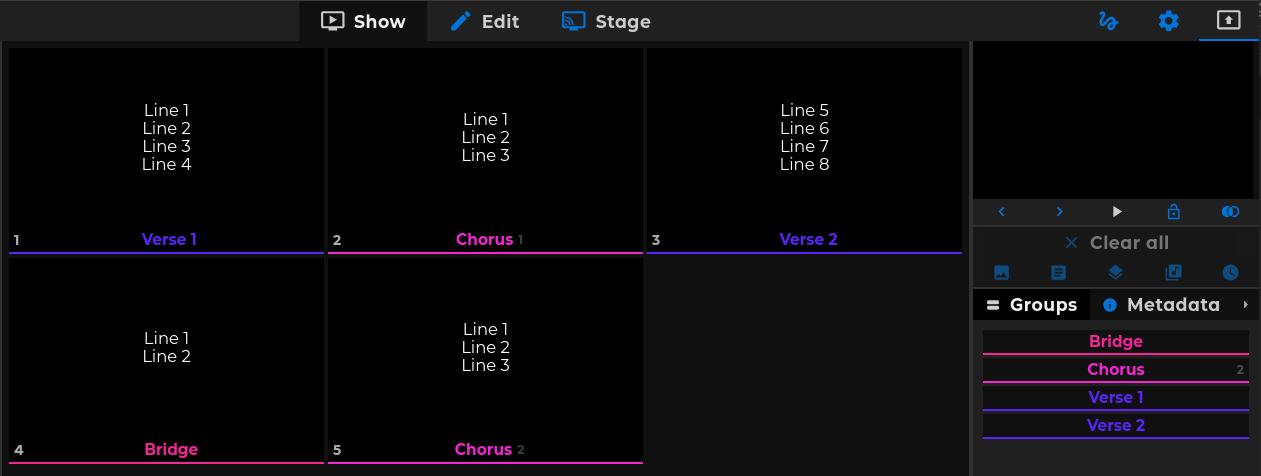 Show
Edit
Stage
Line 1
Line 2
Line 3
Line 4
1
Verse 1
Line 1
Line 2
Line 3
2
Chorus 1
Line 5
Line 6
Line 7
Line 8
3
Verse 2
Line 1
Line 2
4
Bridge
Line 1
Line 2
Line 3
5
Chorus 2
Clear all
Groups
Metadata
Bridge
Chorus 2
Verse 1
Verse 2